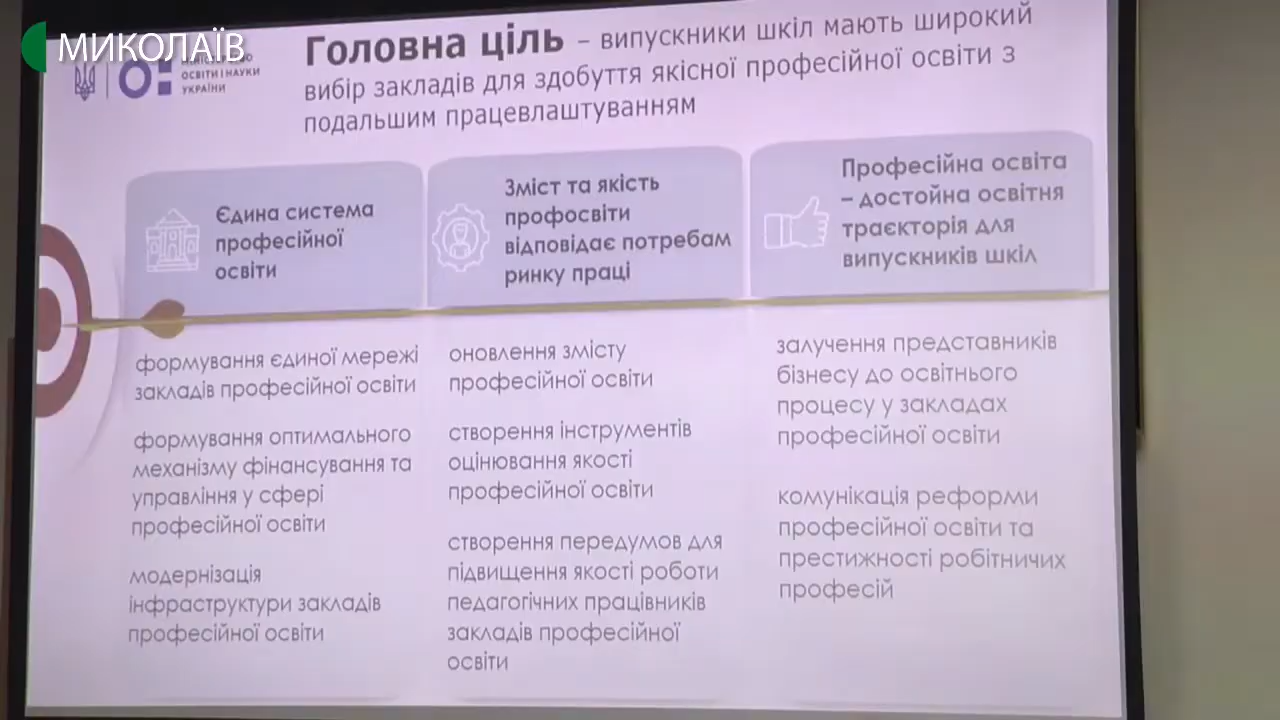 МИКОЛАЇВ
ОСВІТИ І НАУКИ
УКРАЇНИ
Головна ціль – випускники шкіл мають широкий
вибір закладів для здобуття якісної професійної освіти з
подальшим працевлаштуванням
Єдина система
професійної
освіти
Зміст та якість
профосвіти
відповідає потребам
ринку праці
Професійна освіта
– достойна освітня
траєкторія для
випускників шкіл
формування єдиної мережі
закладів професійної освіти
формування оптимального
механізму фінансування та
управління у сфері
професійної освіти
модернізація
інфраструктури закладів
професійної освіти
оновлення змісту
професійної освіти
створення інструментів
оцінювання якості
професійної освіти
створення передумов для
підвищення якості роботи
педагогічних працівників
закладів професійної
освіти
залучення представників
бізнесу до освітнього
процесу у закладах
професійної освіти
комунікація реформи
професійної освіти та
престижності робітничих
професій